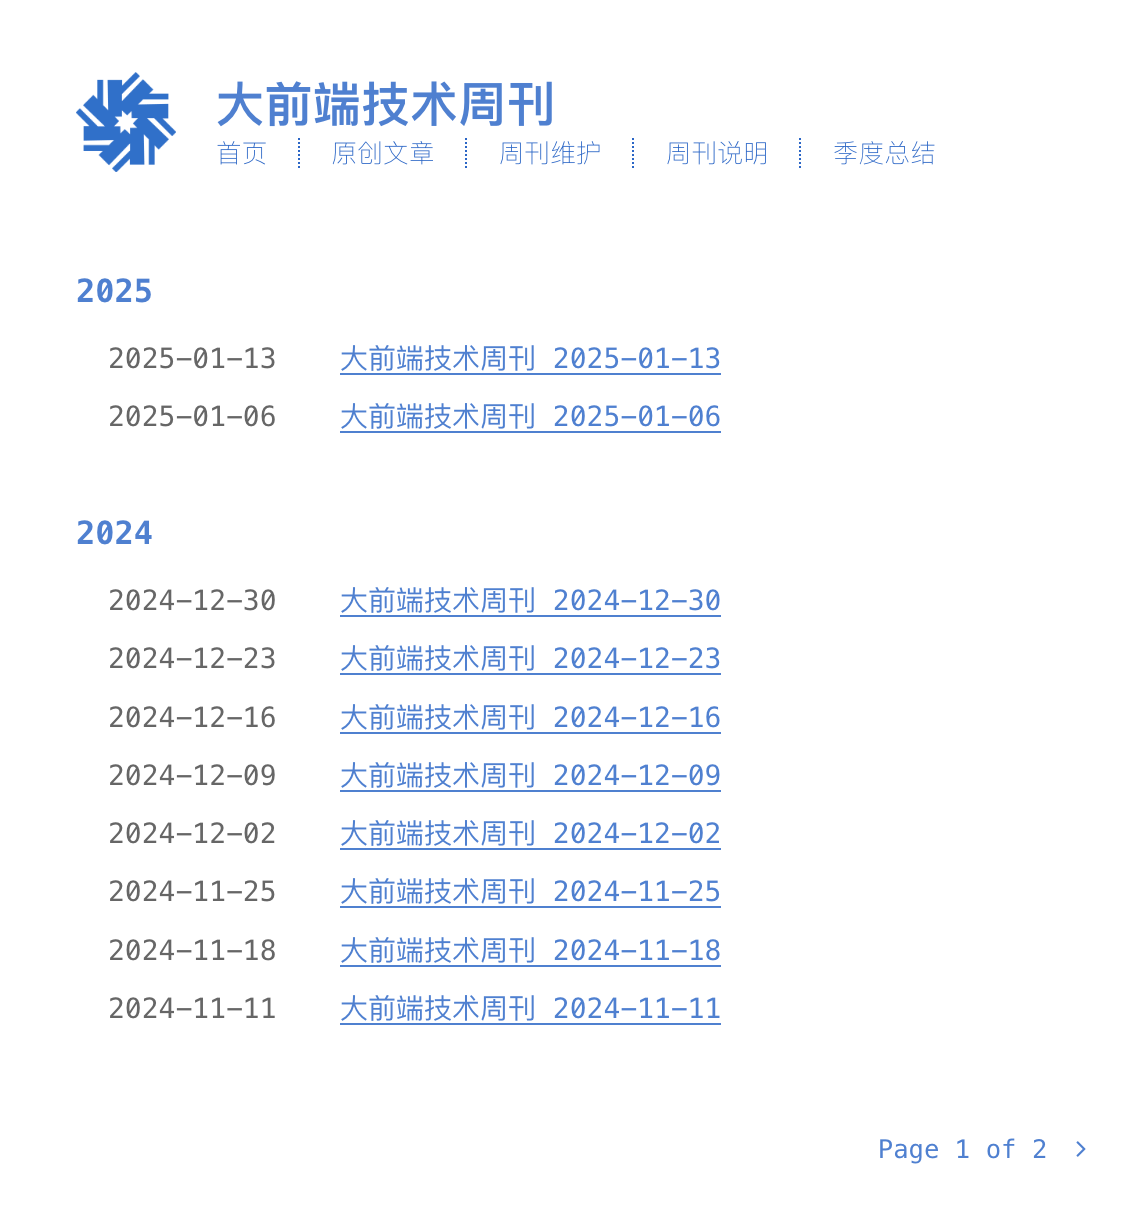 大前端技术周刊
首页 原创文章 周刊维护 周刊说明 季度总结
2025
2025-01-13 大前端技术周刊 2025-01-13
2025-01-06 大前端技术周刊 2025-01-06
2024
2024-12-30 大前端技术周刊 2024-12-30
2024-12-23 大前端技术周刊 2024-12-23
2024-12-16 大前端技术周刊 2024-12-16
2024-12-09 大前端技术周刊 2024-12-09
2024-12-02 大前端技术周刊 2024-12-02
2024-11-25 大前端技术周刊 2024-11-25
2024-11-18 大前端技术周刊 2024-11-18
2024-11-11 大前端技术周刊 2024-11-11
Page 1 of 2 >